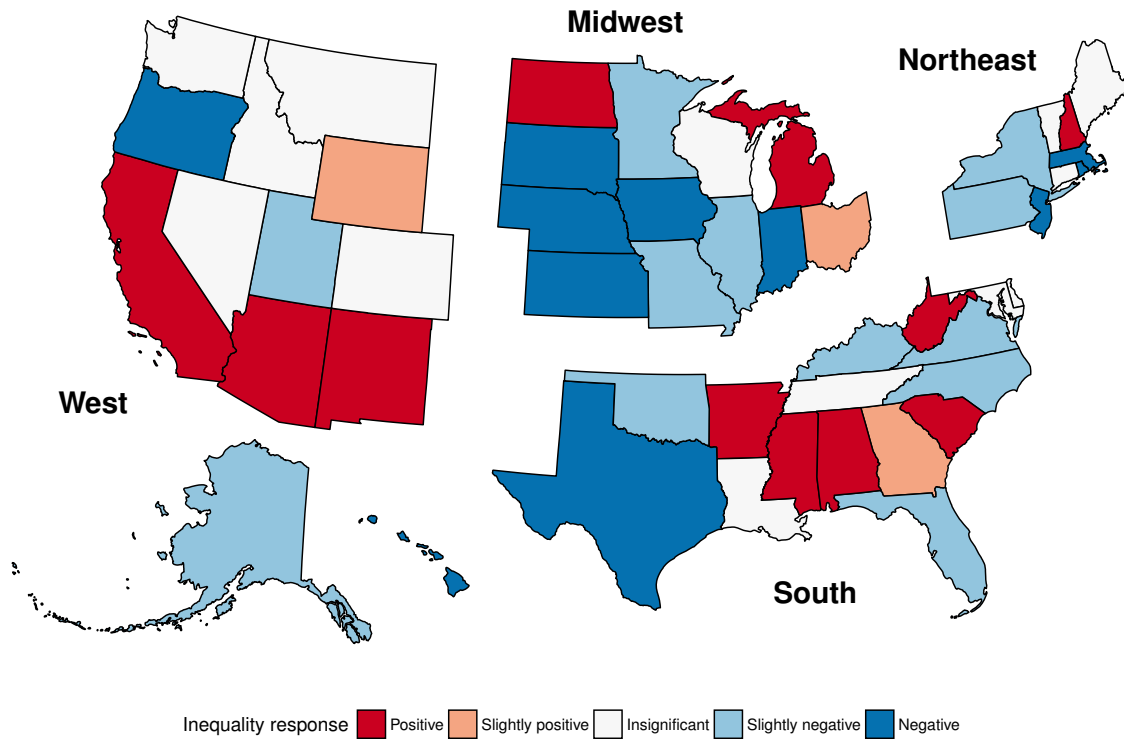 Midwest
Northeast
West
South
Inequality response Positive Slightly positive Insignificant Slightly negative Negative